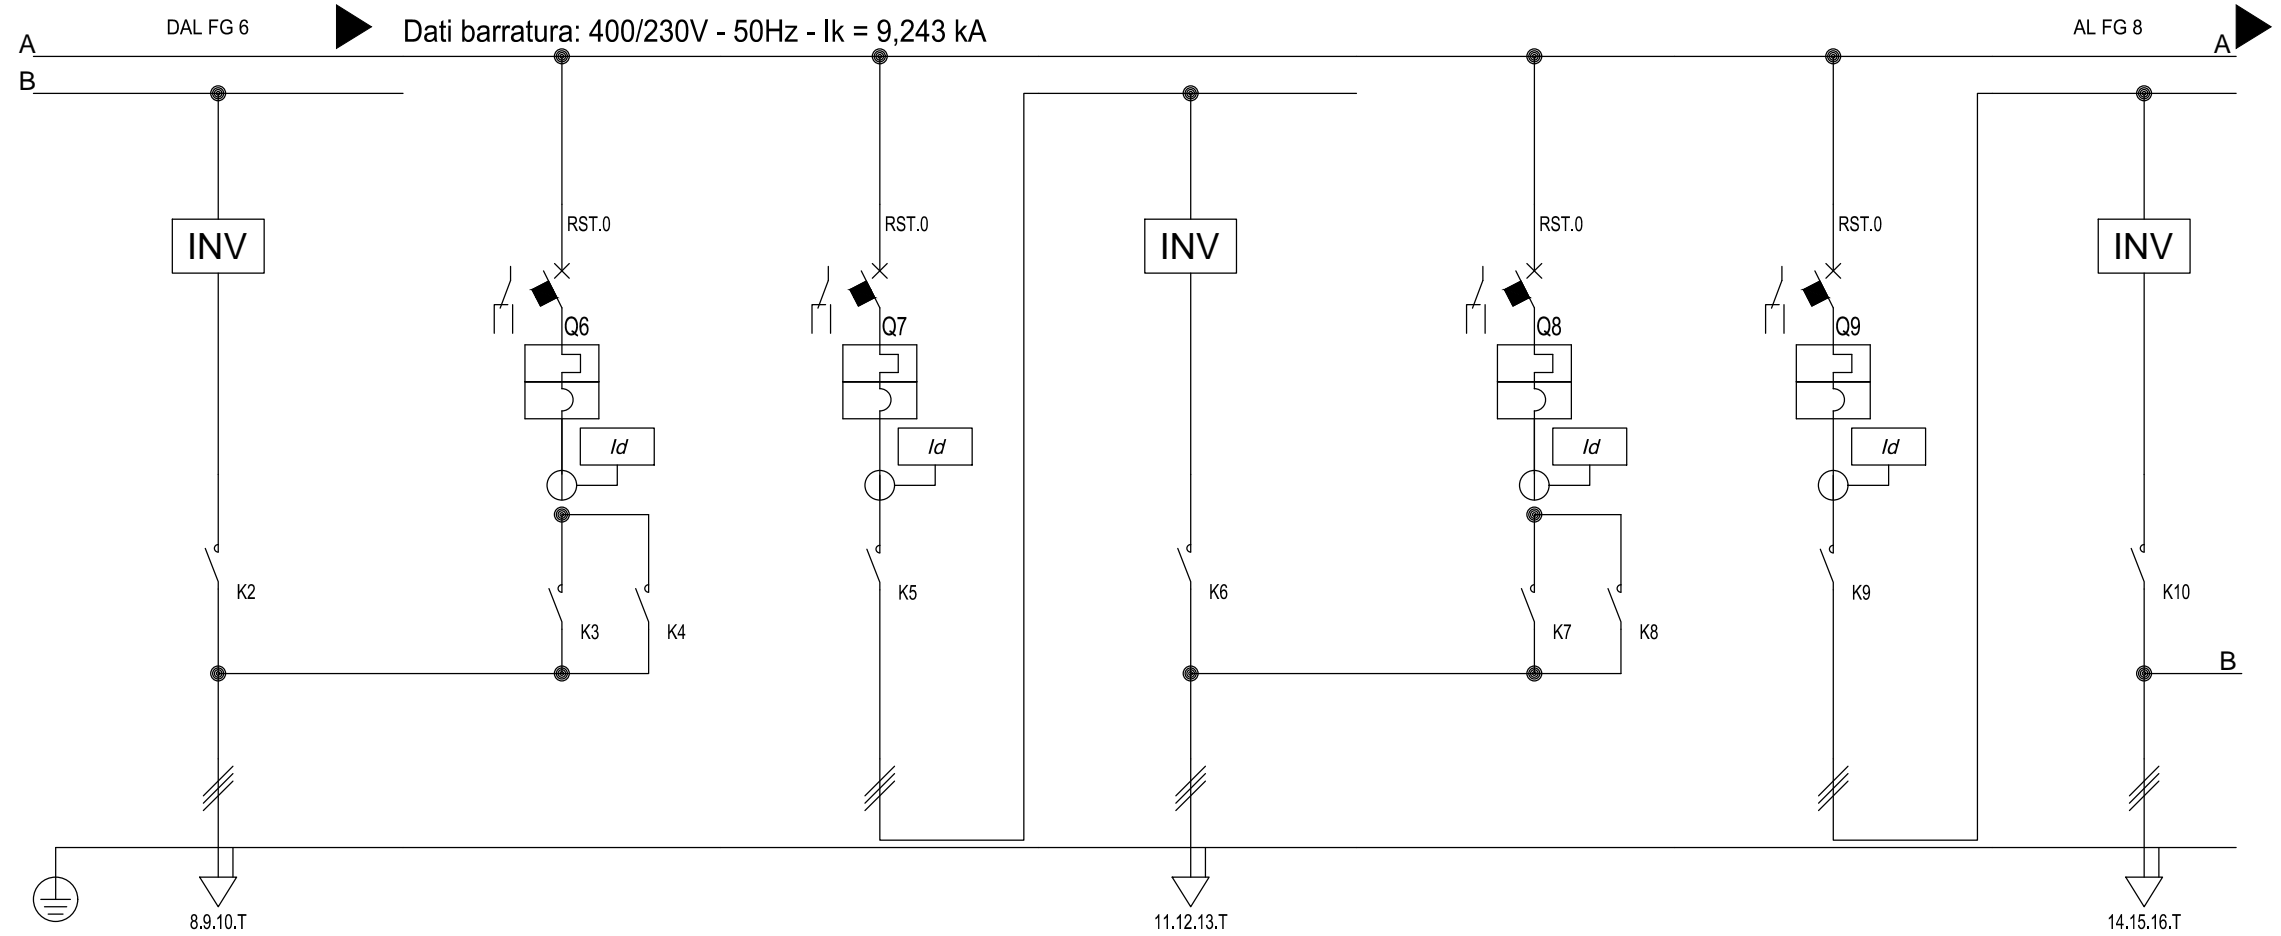 DAL FG 6
Dati barratura: 400/230V - 50Hz - Ik = 9,243 kA
AL FG 8
A
A
B
RST.0
RST.0
RST.0
RST.0
INV
INV
INV
Q6
Q7
Q8
Q9
Id
Id
Id
Id
K2
K5
K6
K9
K10
K3
K4
K7
K8
B
8.9.10.T
11.12.13.T
14.15.16.T